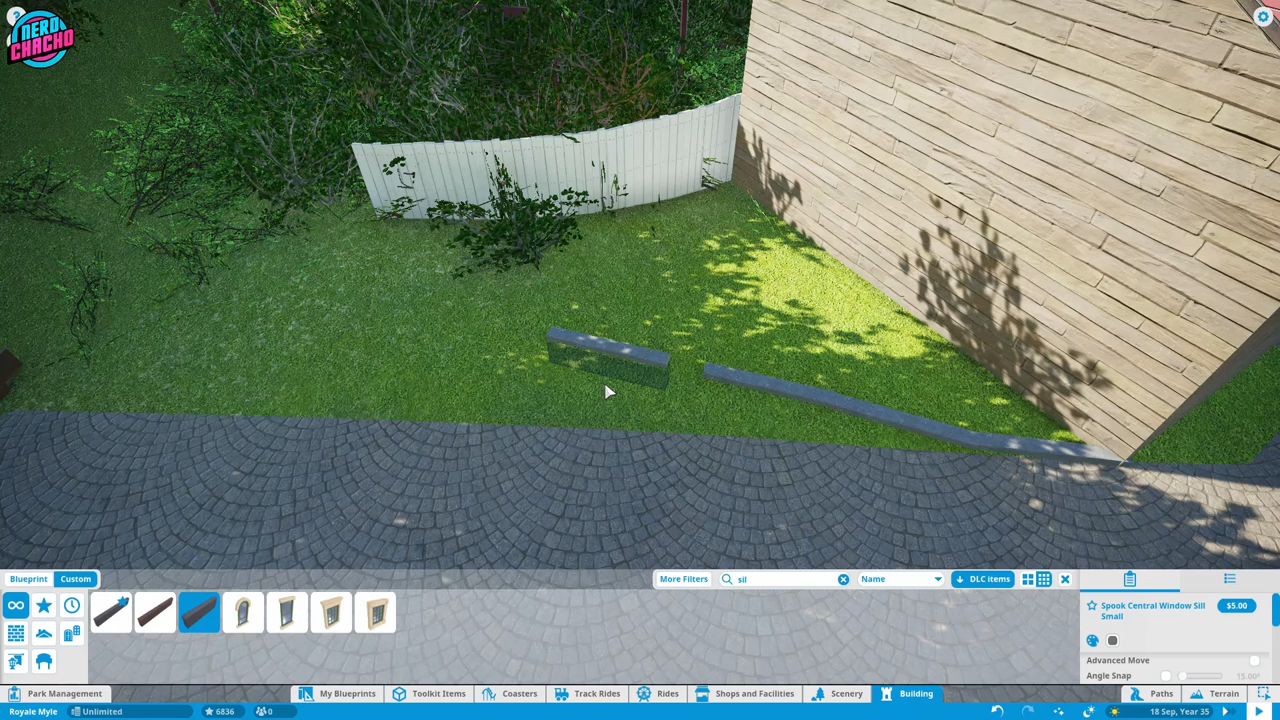 ?
NERD
CHACHO
Blueprint
Custom
More Filters
sil
Name
DLC items
Spook Central Window Sill
Small
$5.00
Advanced Move
Angle Snap
15.00°
Park Management
My Blueprints
Toolkit Items
Coasters
Track Rides
Rides
Shops and Facilities
Scenery
Building
Paths
Terrain
Royale Myle
Unlimited
6836
0
18 Sep, Year 35